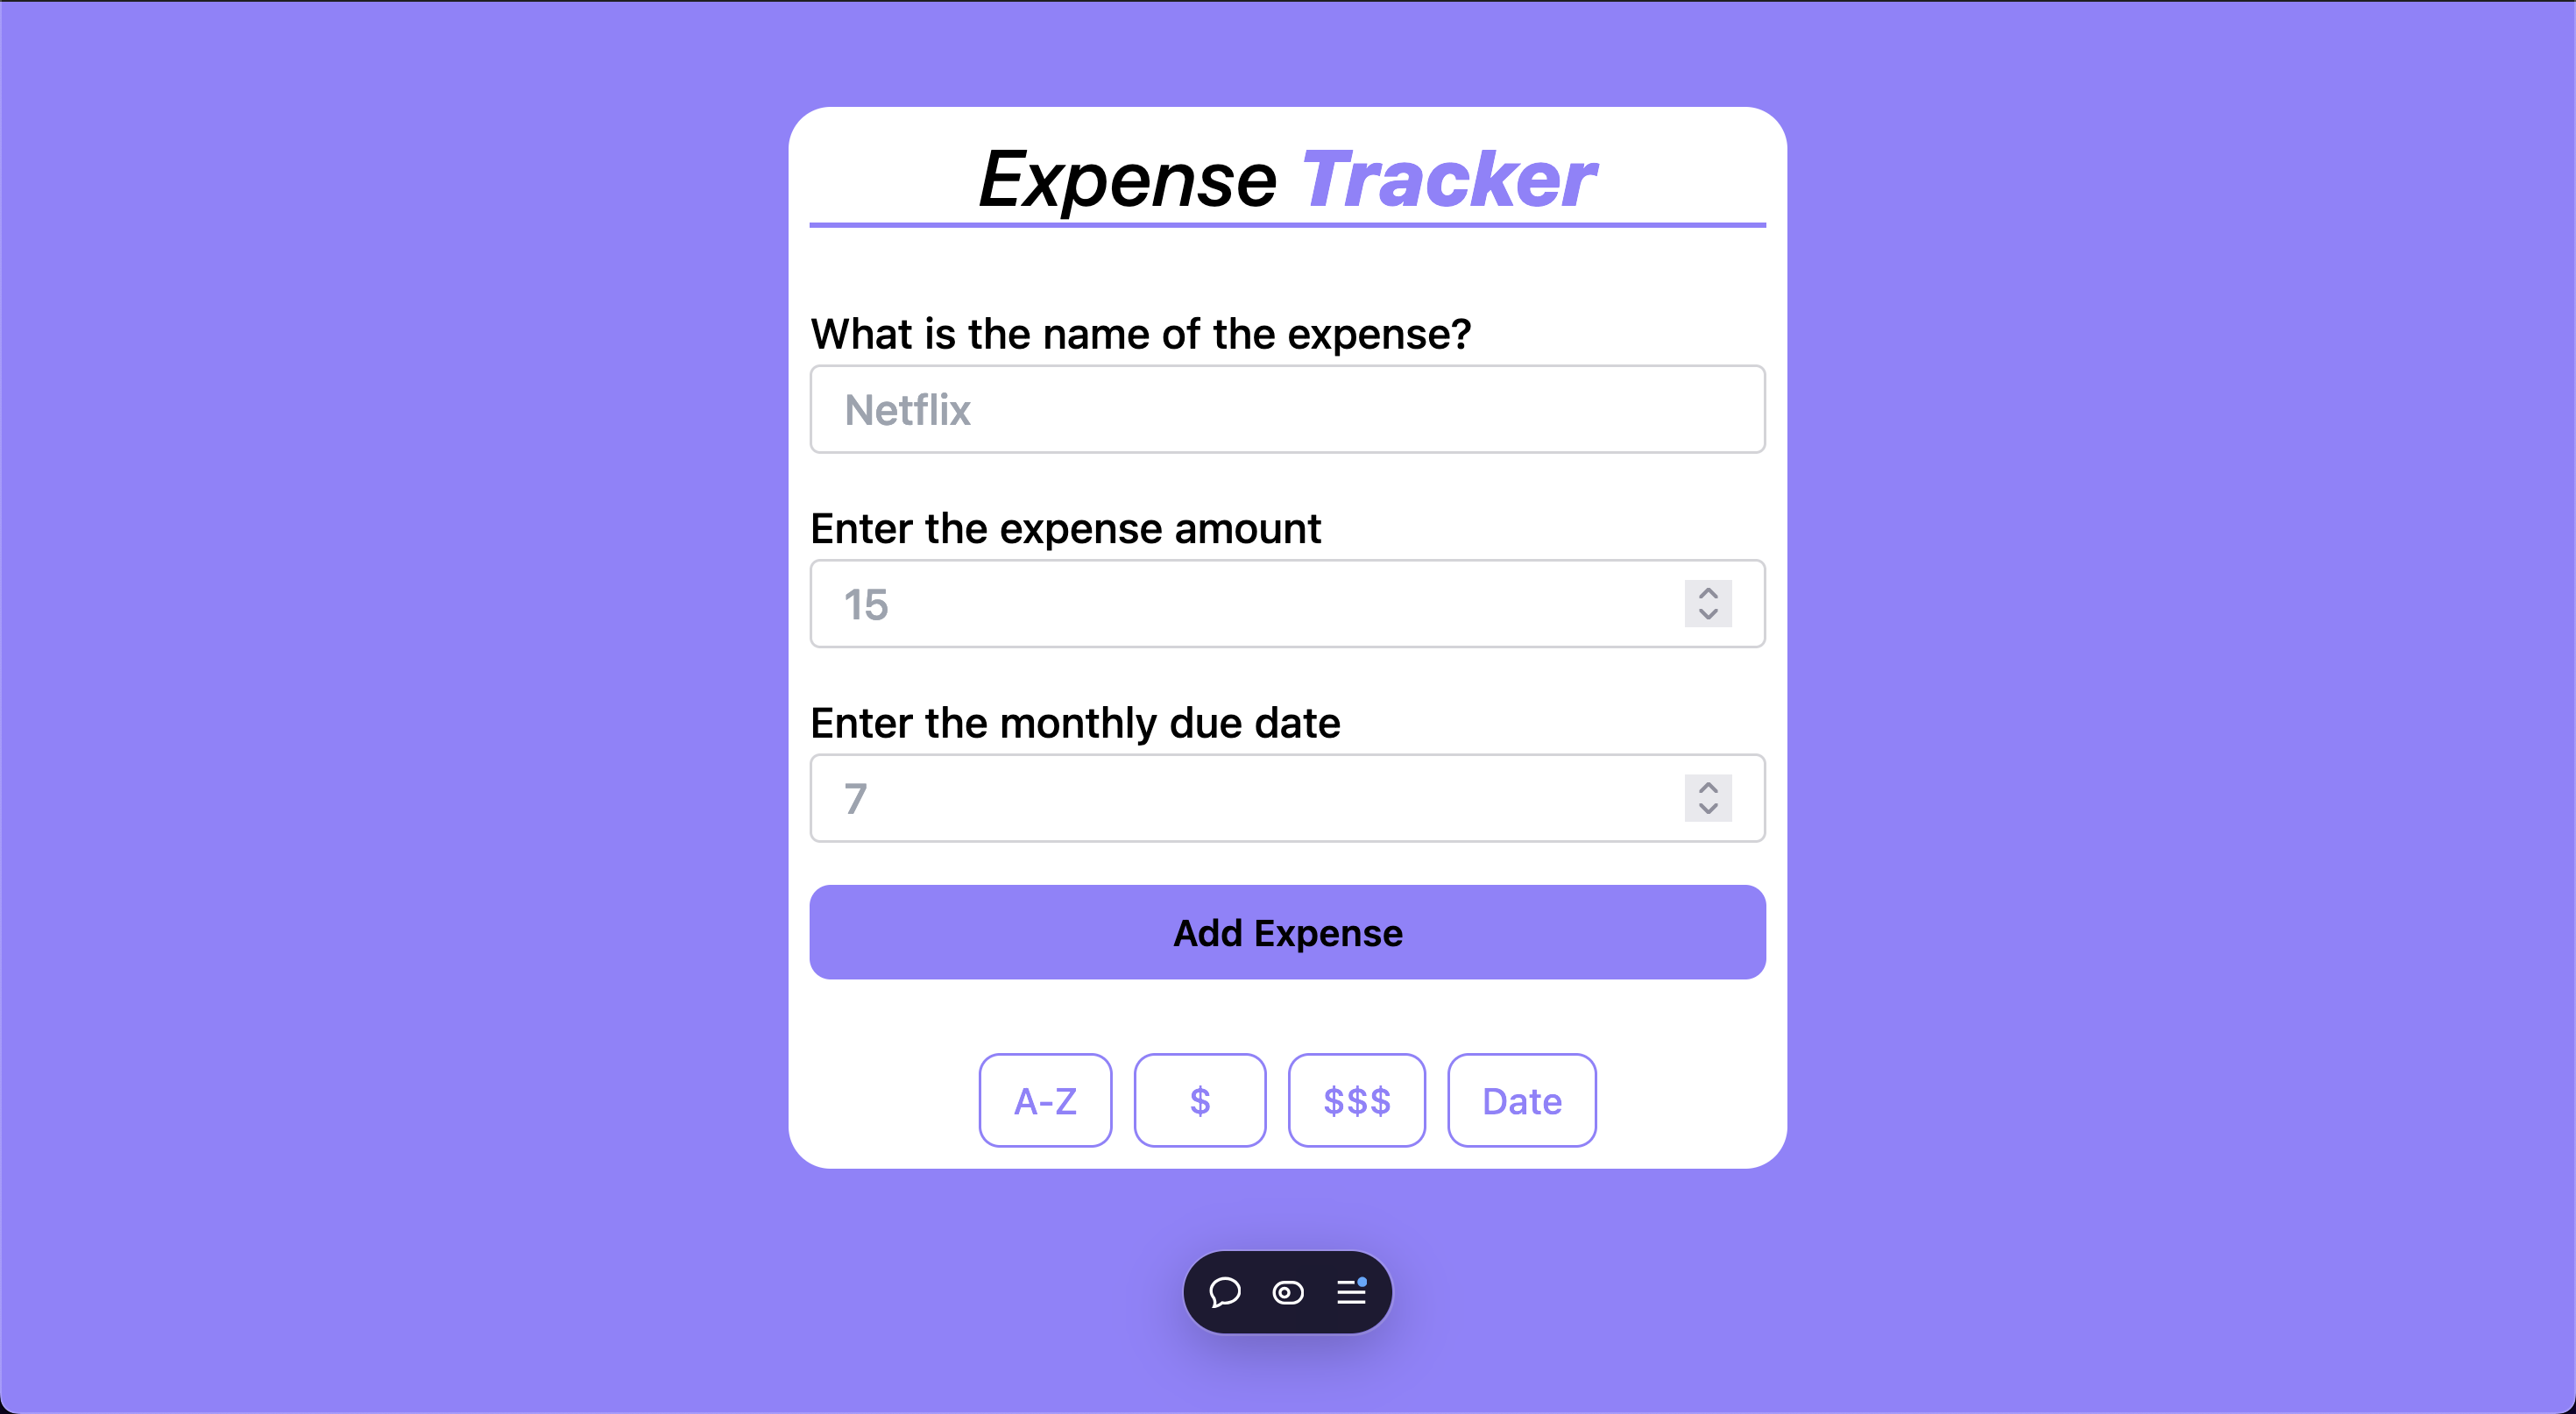 Expense Tracker
What is the name of the expense?
Netflix
Enter the expense amount
15
Enter the monthly due date
7
Add Expense
A-Z $ $$$ Date